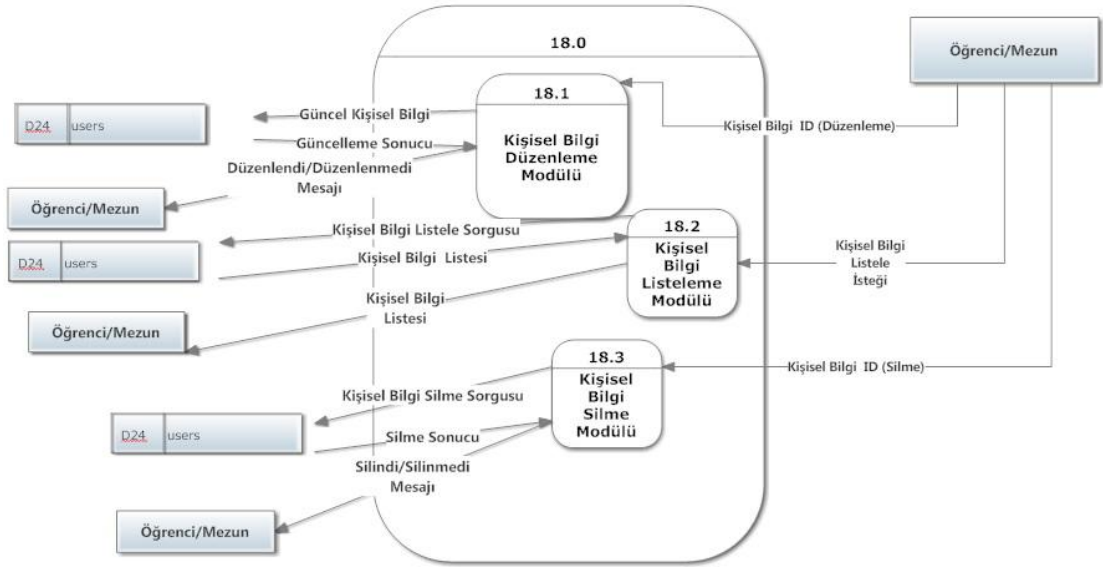 18.0
Öğrenci/Mezun
18.1
Kişisel Bilgi
Düzenleme
Modülü
D24 users
Güncel Kişisel Bilgi
Güncelleme Sonucu
Düzenlendi/Düzenlenmedi
Mesajı
Kişisel Bilgi ID (Düzenleme)
Öğrenci/Mezun
D24 users
Kişisel Bilgi Listele Sorgusu
Kişisel Bilgi Listesi
18.2
Kişisel
Bilgi
Listeleme
Modülü
Kişisel Bilgi
Listele
İsteği
Kişisel Bilgi
Listesi
Öğrenci/Mezun
18.3
Kişisel
Bilgi
Silme
Modülü
Kişisel Bilgi ID (Silme)
Kişisel Bilgi Silme Sorgusu
D24 users
Silme Sonucu
Silindi/Silinmedi
Mesajı
Öğrenci/Mezun